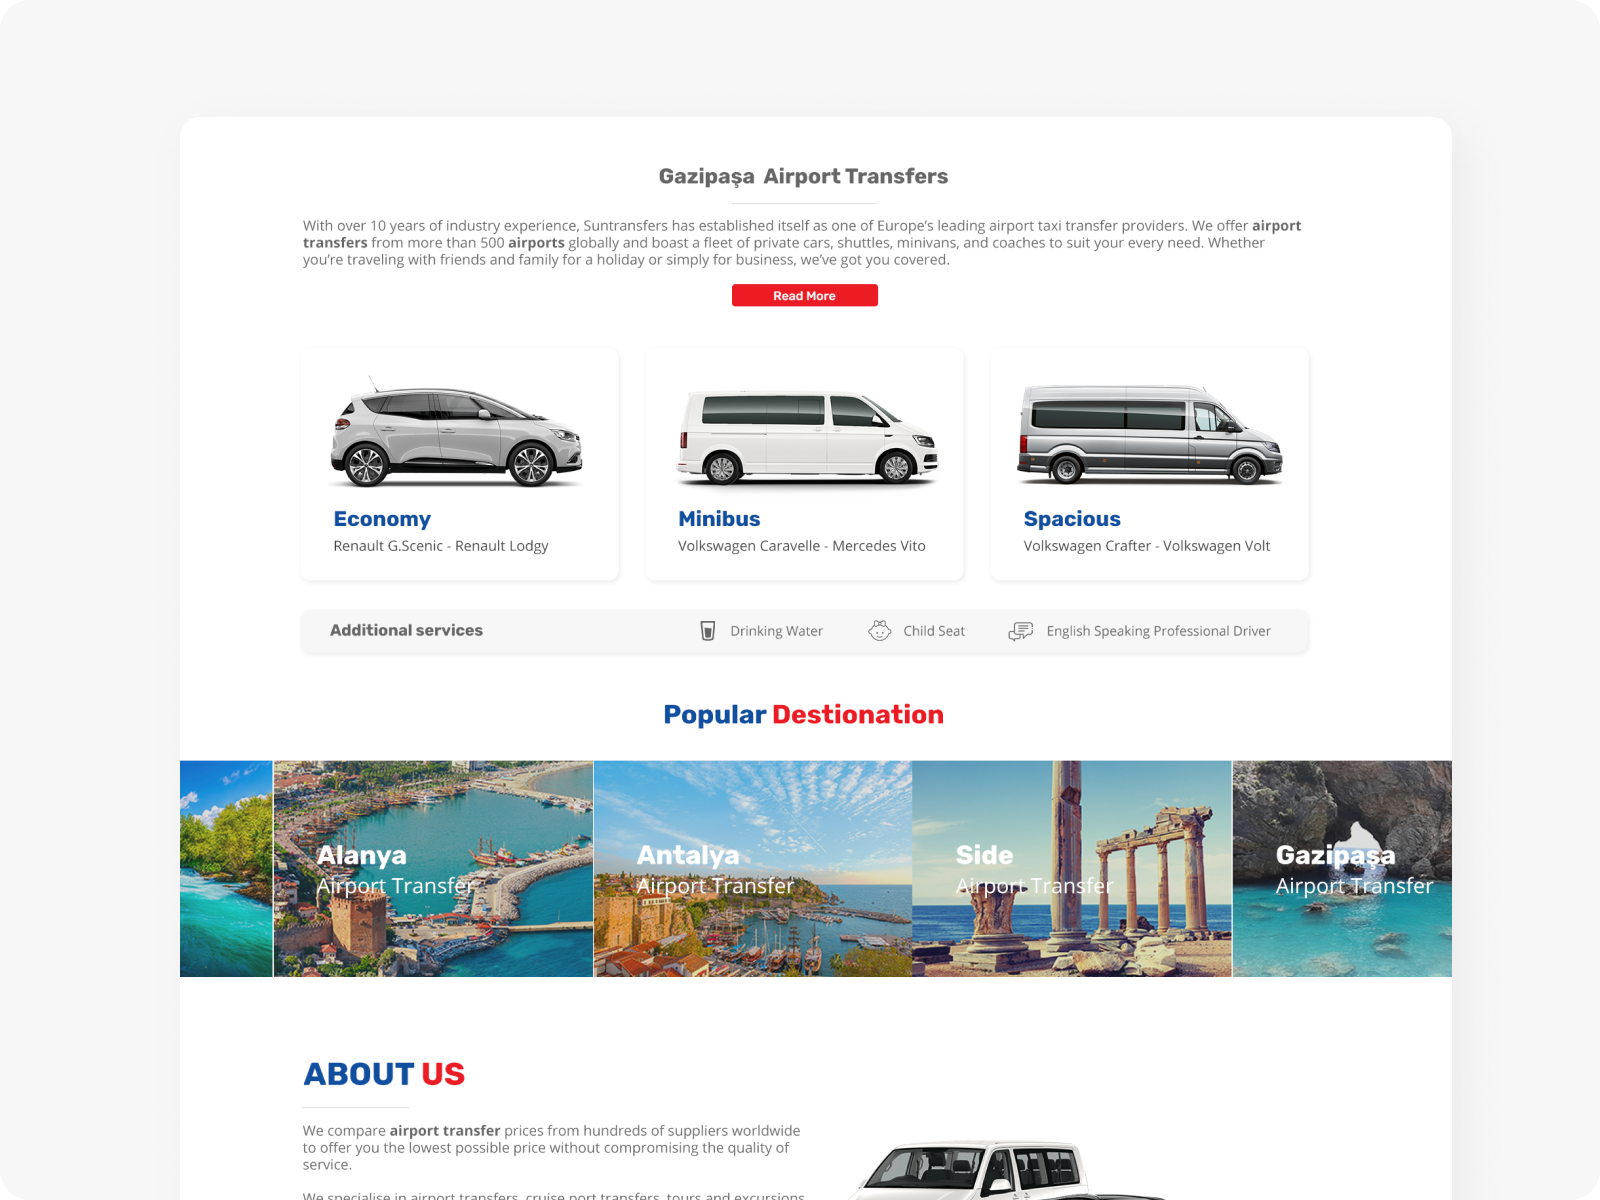 Gazipaşa Airport Transfers
With over 10 years of industry experience, Suntransfers has established itself as one of Europe's leading airport taxi transfer providers. We offer airport
transfers from more than 500 airports globally and boast a fleet of private cars, shuttles, minivans, and coaches to suit your every need. Whether
you're traveling with friends and family for a holiday or simply for business, we've got you covered.
Read More
Economy
Renault G.Scenic - Renault Lodgy
Minibus
Volkswagen Caravelle - Mercedes Vito
Spacious
Volkswagen Crafter - Volkswagen Volt
Additional services
Drinking Water
Child Seat
English Speaking Professional Driver
Popular Destionation
Alanya
Airport Transfer
Antalya
Airport Transfer
Side
Airport Transfer
Gazipaşa
Airport Transfer
ABOUT US
We compare airport transfer prices from hundreds of suppliers worldwide
to offer you the lowest possible price without compromising the quality of
service.
We specialise in airport transfers, cruise port transfers, tours and excursions